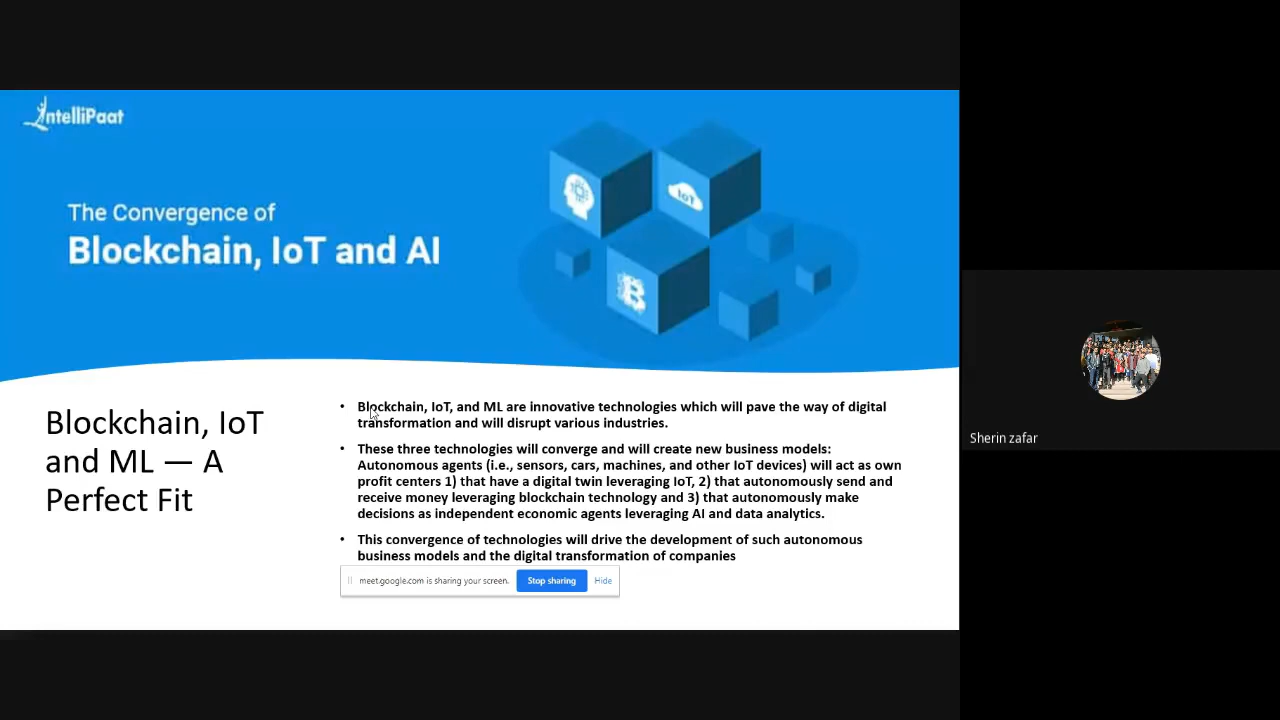 IntelliPaat
The Convergence of
Blockchain, IoT and AI
IoT
Blockchain, IoT
and ML — A
Perfect Fit
• Blockchain, IoT, and ML are innovative technologies which will pave the way of digital
transformation and will disrupt various industries.
• These three technologies will converge and will create new business models:
Autonomous agents (i.e., sensors, cars, machines, and other IoT devices) will act as own
profit centers 1) that have a digital twin leveraging IoT, 2) that autonomously send and
receive money leveraging blockchain technology and 3) that autonomously make
decisions as independent economic agents leveraging AI and data analytics.
• This convergence of technologies will drive the development of such autonomous
business models and the digital transformation of companies
meet.google.com is sharing your screen. Stop sharing Hide
Sherin zafar